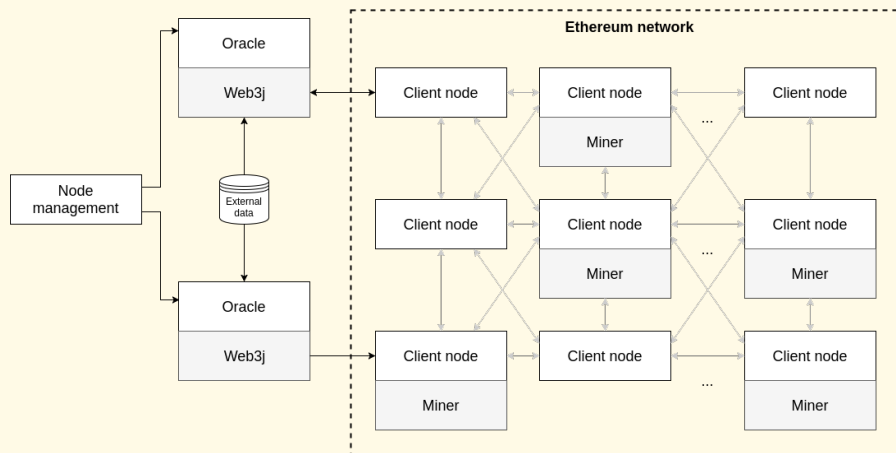 Ethereum network
Oracle
Web3j
Node
management
External
data
Oracle
Web3j
Client node
Client node
Miner
...
Client node
Client node
Client node
Miner
...
Client node
Miner
Client node
Miner
Client node
...
Client node
Miner